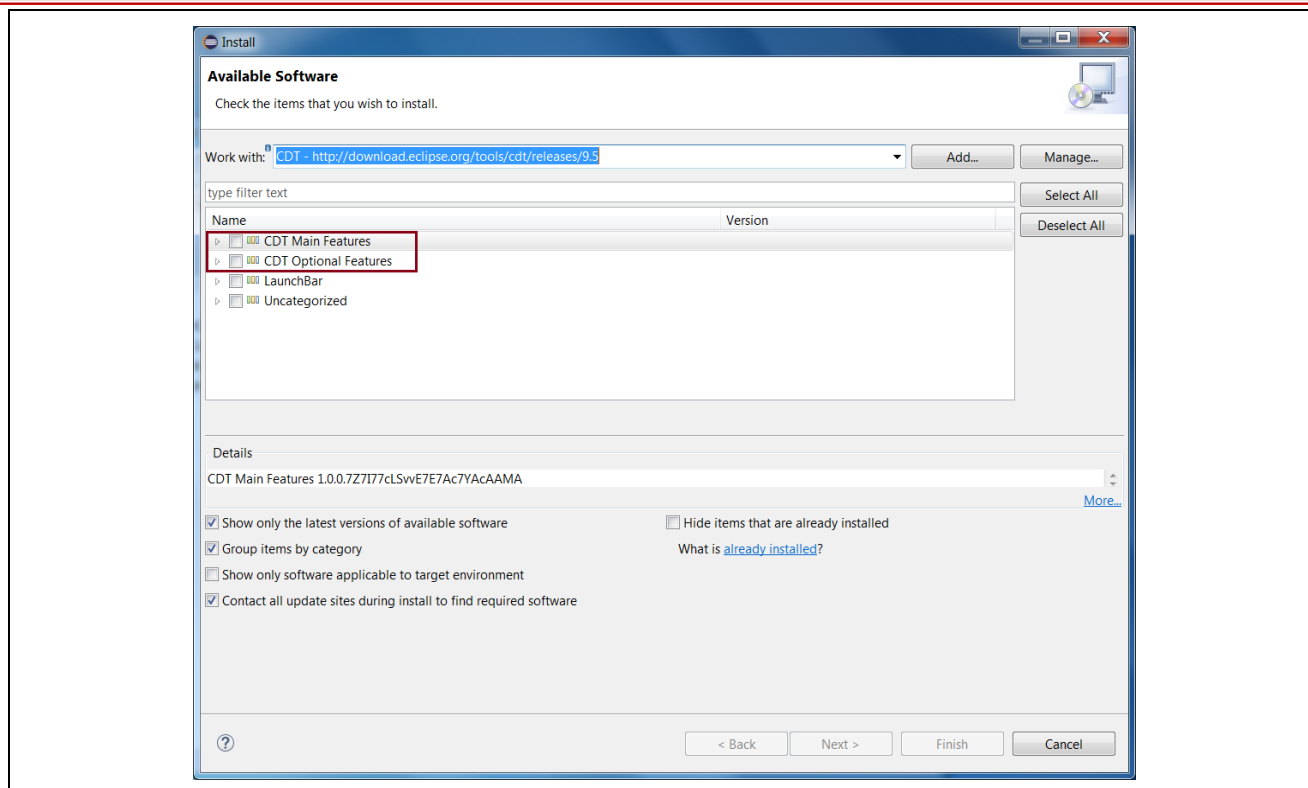 Install
Available Software
Check the items that you wish to install.
Work with: CDT - http://download.eclipse.org/tools/cdt/releases/9.5 Add... Manage...
type filter text Select All
Name Version Deselect All
CDT Main Features
CDT Optional Features
LaunchBar
Uncategorized
Details
CDT Main Features 1.0.0.7Z7I77cLSvvE7E7Ac7YAcAAMA
More...
Show only the latest versions of available software Hide items that are already installed
Group items by category What is already installed?
Show only software applicable to target environment
Contact all update sites during install to find required software
? < Back Next > Finish Cancel